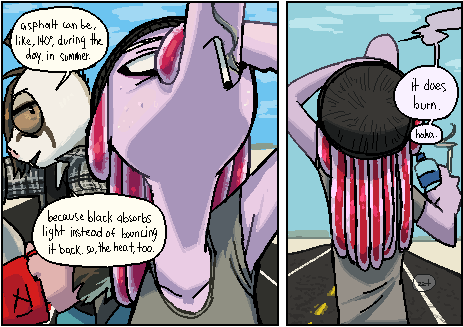 asphalt can be,
like, 140°, during the
day, in summer.
because black absorbs
light instead of bouncing
it back. so, the heat, too.
it does
burn.
haha.